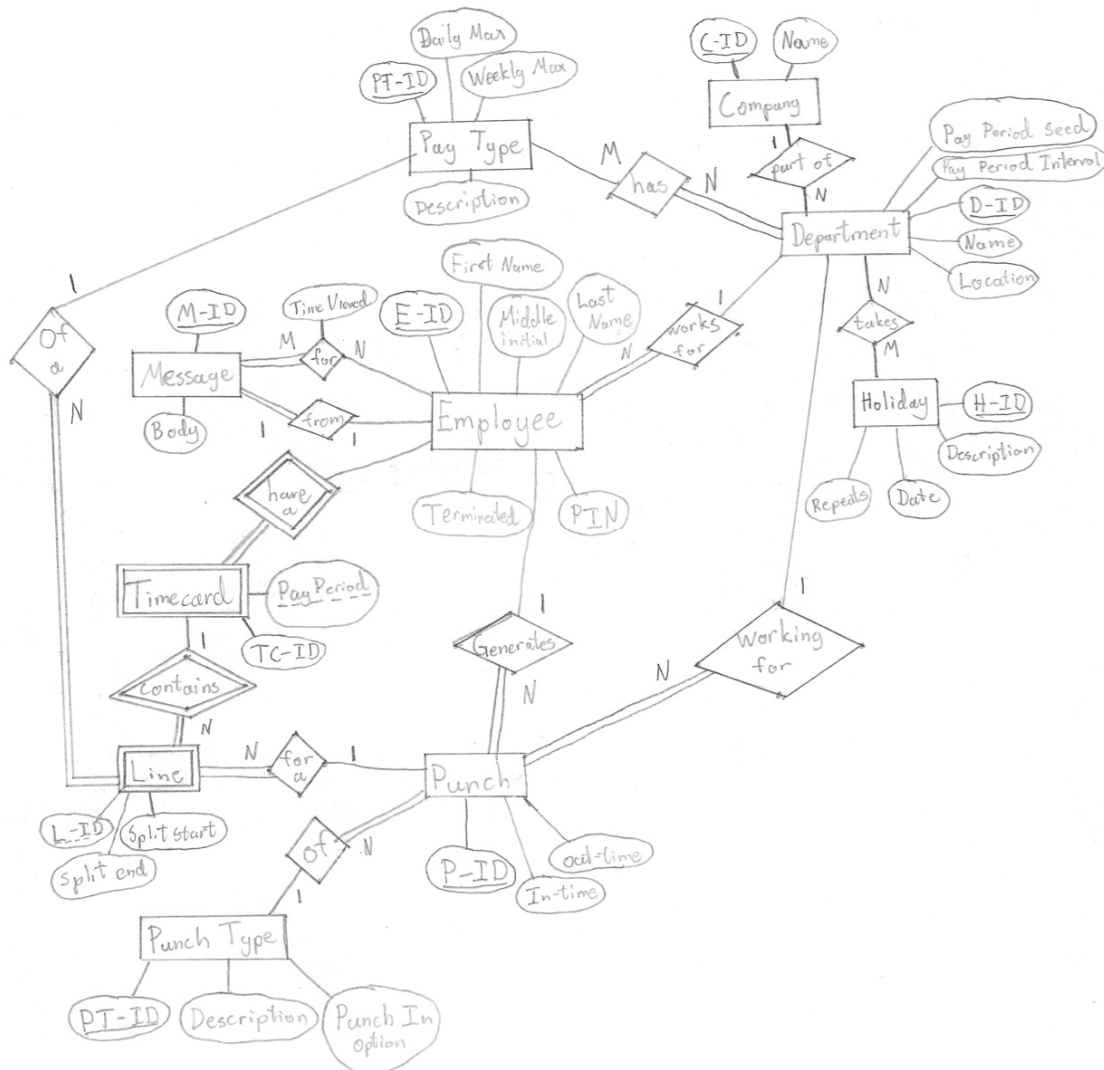 Daily Max
C-ID
Name
PT-ID
Weekly Max
Company
Pay Period Seed
Pay Type
1
part of
Pay Period Interval
M
has
N
N
D-ID
Description
Department
Name
First Name
Location
1
M-ID
Time Viewed
E-ID
Middle
initial
Last
Name
works
for
1
N
takes
M
1
Of
a
N
M
for
N
N
Message
Holiday
H-ID
from
Employee
Body
1
1
Description
have
a
Repeats
Date
Terminated
PIN
Timecard
Pay Period
1
1
TC-ID
Generates
Working
for
1
contains
N
N
N
N
for
a
1
Line
Punch
L-ID
Split Start
Of
N
Split end
P-ID
out-time
In-time
1
Punch Type
PT-ID
Description
Punch In
Option